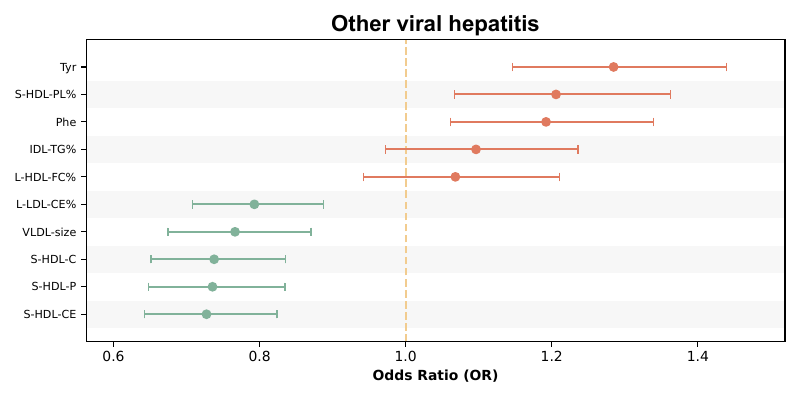 Other viral hepatitis
Tyr
S-HDL-PL%
Phe
IDL-TG%
L-HDL-FC%
L-LDL-CE%
VLDL-size
S-HDL-C
S-HDL-P
S-HDL-CE
0.6 0.8 1.0 1.2 1.4
Odds Ratio (OR)